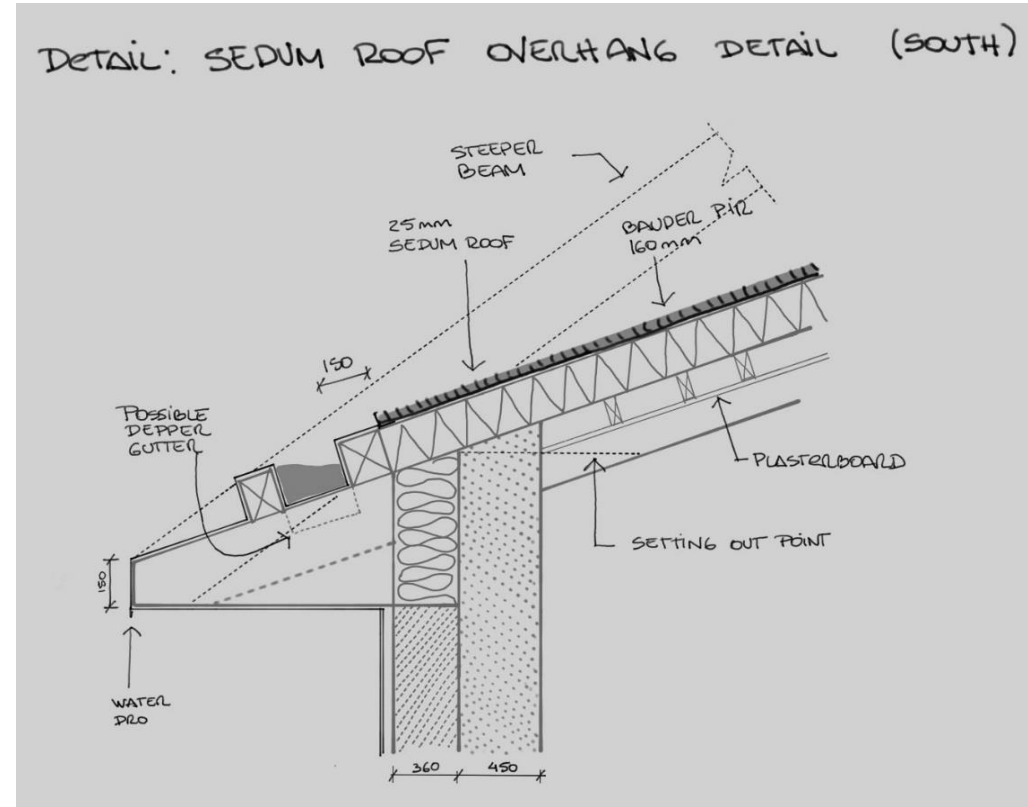 DETAIL: SEDUM ROOF OVERHANG DETAIL (SOUTH)
STEEPER
BEAM
25mm
SEDUM ROOF
BAUDER PIR
160mm
150
POSSIBLE
DEPPER
GUTTER
PLASTERBOARD
SETTING OUT POINT
150
WATER
DRO
360
450